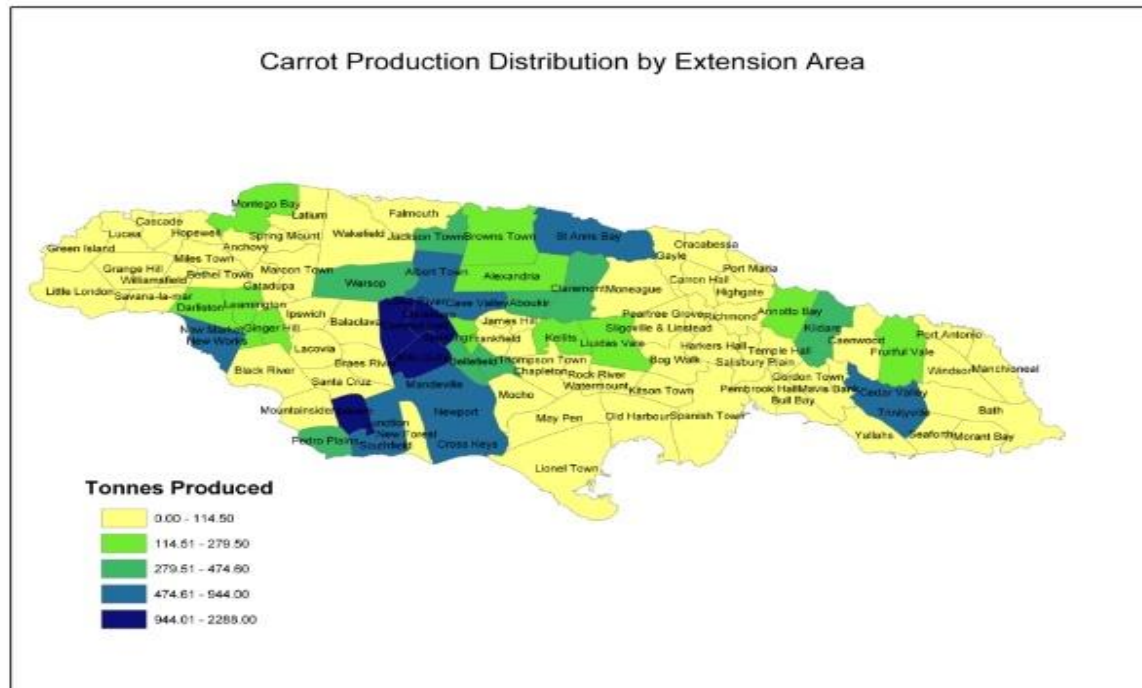 Carrot Production Distribution by Extension Area
Montego Bay
Latium
Falmouth
Cascade
Lucea
Hopewell
Spring Mount
Wakefield
Jackson Town
Browns Town
St Anns Bay
Green Island
Anchovy
Oracabessa
Gayle
Miles Town
Maroon Town
Albert Town
Alexandria
Port Maria
Grange Hill
Bethel Town
Warsop
Claremont
Moneague
Carron Hall
Williamsfield
Catadupa
Highgate
Little London
Savana-la-mar
Cave Valley
Aboukir
Darliston
Leamington
Ipswich
Peartree Grove
Richmond
Annotto Bay
Balaclava
James Hill
Sligoville & Linstead
Kildare
New Market
Ginger Hill
Frankfield
Kellits
Lluidas Vale
Harkers Hall
Temple Hall
Caenwood
Port Antonio
New Works
Lacovia
Fruitful Vale
Braes River
Bellefield
Thompson Town
Bog Walk
Salisbury Plain
Windsor
Manchioneal
Black River
Chapleton
Rock River
Gordon Town
Santa Cruz
Mandeville
Watermount
Kitson Town
Pembrook Hall
Mavis Bank
Cedar Valley
Mocho
Bull Bay
Mountainside
Newport
Trinityville
Bath
May Pen
Old Harbour
Spanish Town
Pedro Plains
New Forest
Southfield
Cross Keys
Yallahs
Seaforth
Morant Bay
Lionel Town
Tonnes Produced
0.00 - 114.50
114.51 - 279.50
279.51 - 474.60
474.61 - 944.00
944.01 - 2288.00